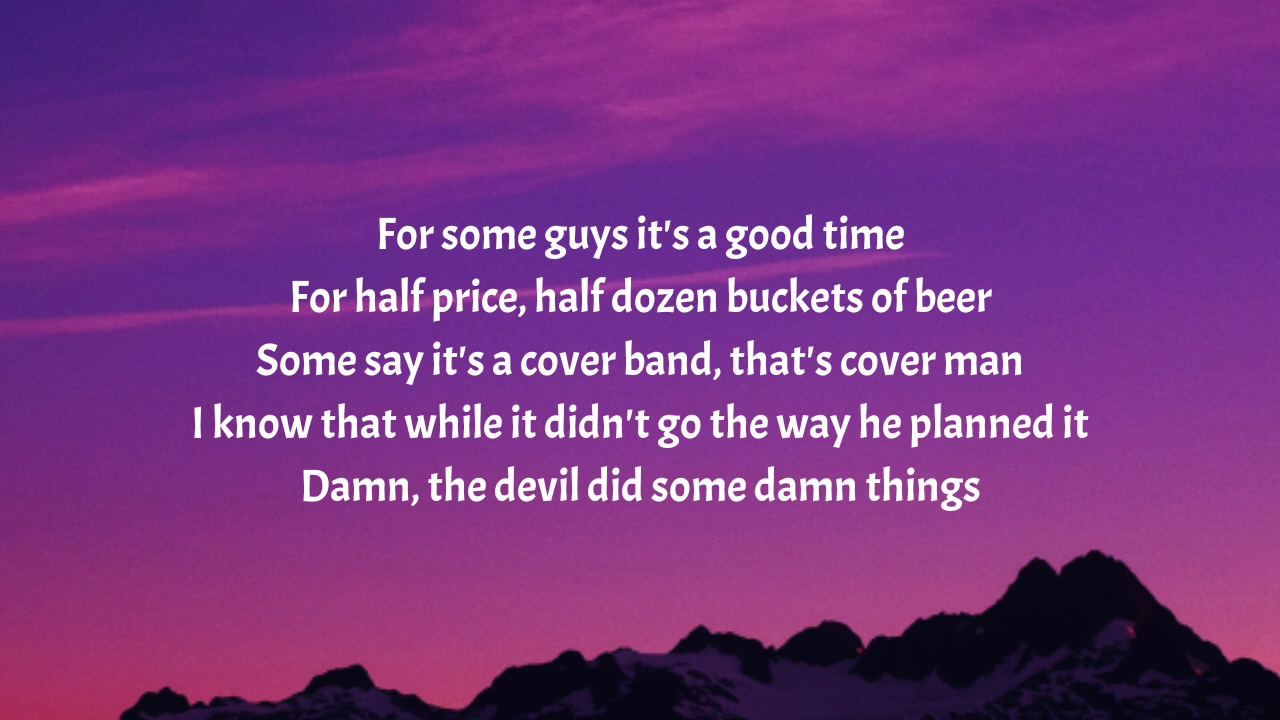 For some guys it's a good time
For half price, half dozen buckets of beer
Some say it's a cover band, that's cover man
I know that while it didn't go the way he planned it
Damn, the devil did some damn things